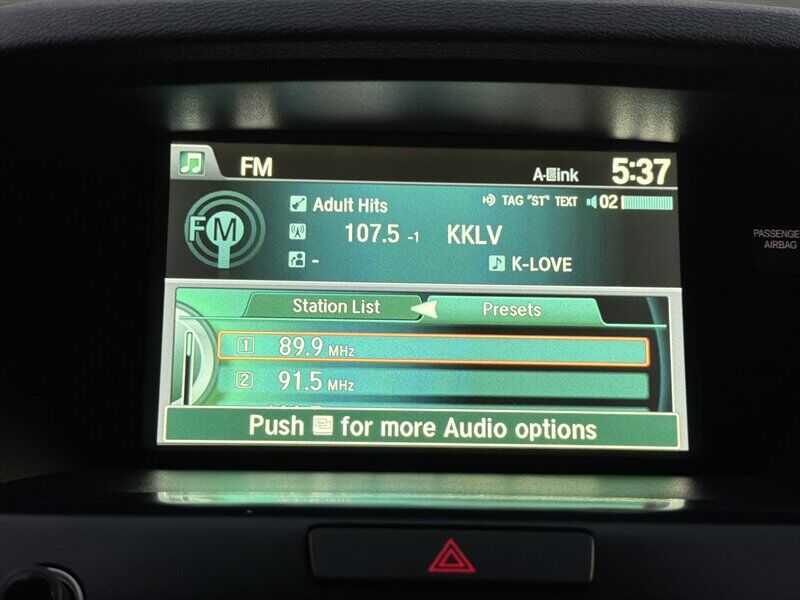 FM
A-Link
5:37
FM
Adult Hits
TAG "ST" TEXT
02
107.5 -1 KKLV
-
K-LOVE
Station List
Presets
1 89.9 MHz
2 91.5 MHz
Push for more Audio options
PASSENGE
AIRBAG